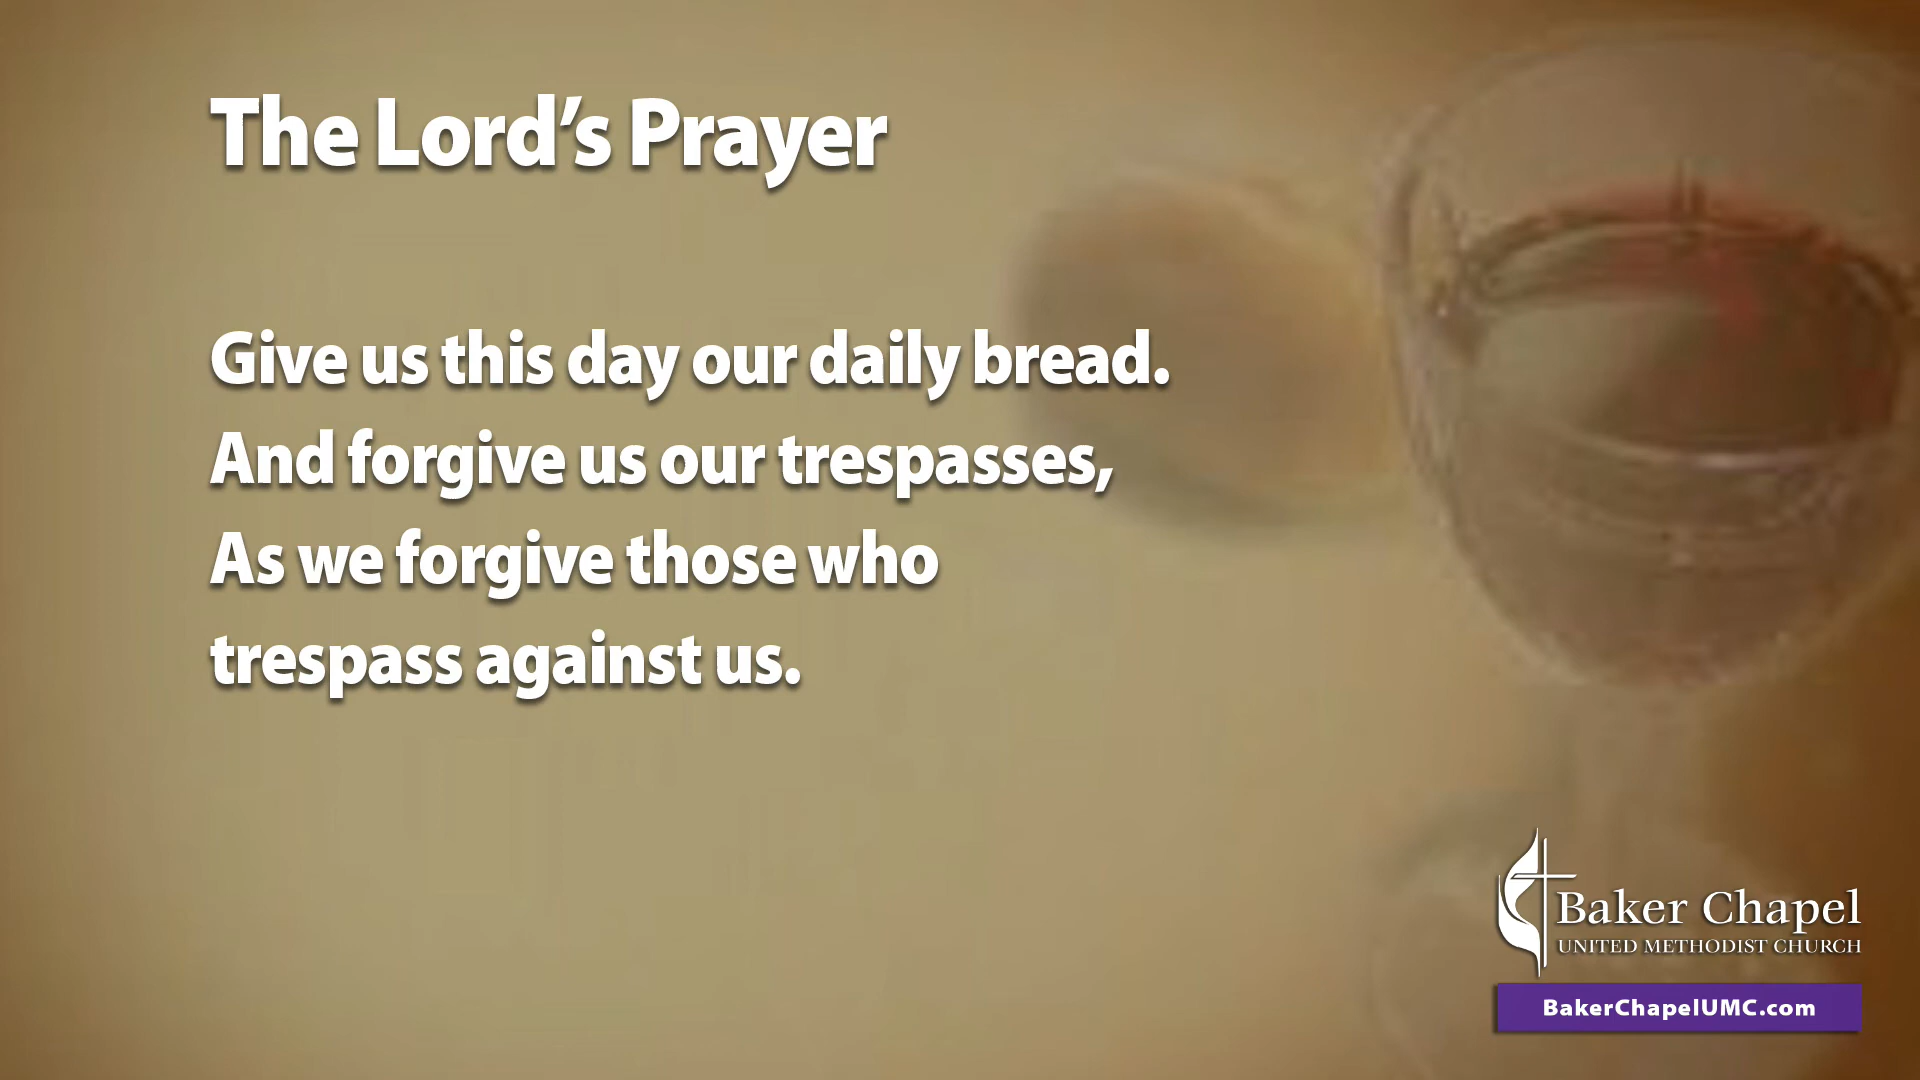 The Lord’s Prayer
Give us this day our daily bread.
And forgive us our trespasses,
As we forgive those who
trespass against us.
Baker Chapel
UNITED METHODIST CHURCH
BakerChapelUMC.com